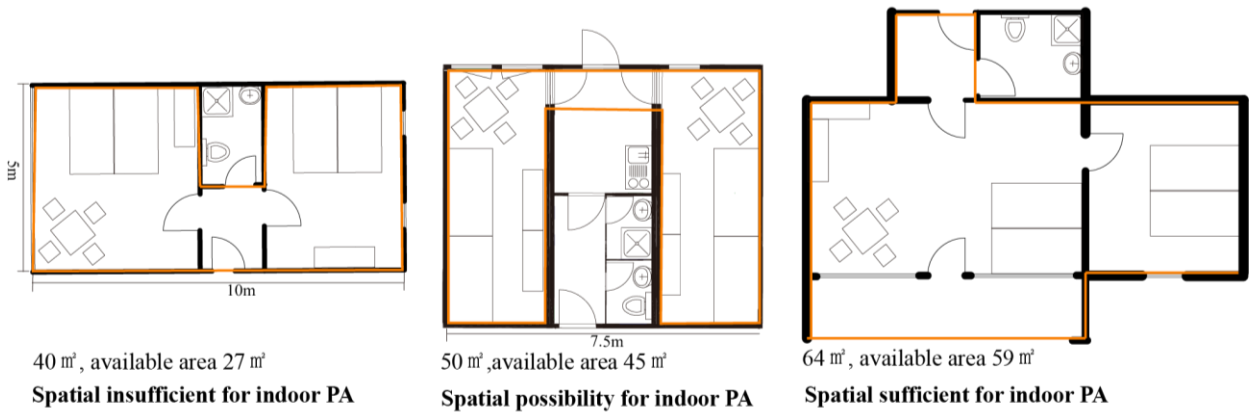 5m
10m
40 ㎡, available area 27 ㎡
Spatial insufficient for indoor PA
7.5m
50 ㎡,available area 45 ㎡
Spatial possibility for indoor PA
64 ㎡, available area 59 ㎡
Spatial sufficient for indoor PA